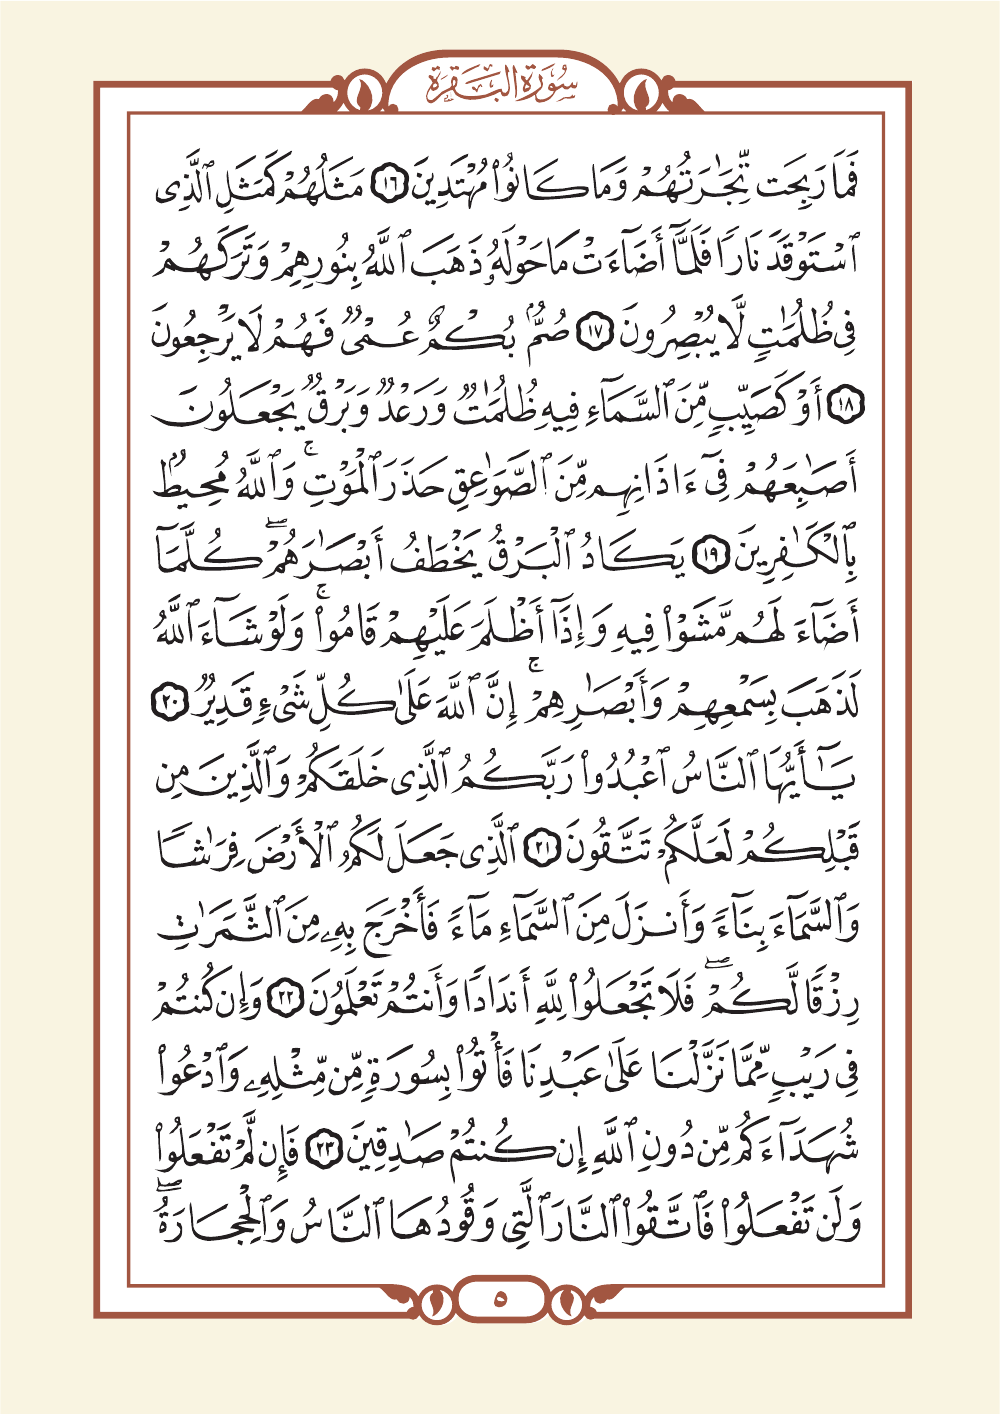 سُورَةُ البَقَرَةِ
فَمَا رَبِحَت تِّجَٰرَتُهُمْ وَمَا كَانُوا۟ مُهْتَدِينَ ١٦ مَثَلُهُمْ كَمَثَلِ ٱلَّذِى
ٱسْتَوْقَدَ نَارًا فَلَمَّآ أَضَآءَتْ مَا حَوْلَهُۥ ذَهَبَ ٱللَّهُ بِنُورِهِمْ وَتَرَكَهُمْ
فِى ظُلُمَٰتٍ لَّا يُبْصِرُونَ ١٧ صُمٌّۢ بُكْمٌ عُمْىٌ فَهُمْ لَا يَرْجِعُونَ
١٨ أَوْ كَصَيِّبٍ مِّنَ ٱلسَّمَآءِ فِيهِ ظُلُمَٰتٌ وَرَعْدٌ وَبَرْقٌ يَجْعَلُونَ
أَصَٰبِعَهُمْ فِىٓ ءَاذَانِهِم مِّنَ ٱلصَّوَٰعِقِ حَذَرَ ٱلْمَوْتِ ۚ وَٱللَّهُ مُحِيطٌۢ
بِٱلْكَٰفِرِينَ ١٩ يَكَادُ ٱلْبَرْقُ يَخْطَفُ أَبْصَٰرَهُمْ ۖ كُلَّمَآ
أَضَآءَ لَهُم مَّشَوْا۟ فِيهِ وَإِذَآ أَظْلَمَ عَلَيْهِمْ قَامُوا۟ ۚ وَلَوْ شَآءَ ٱللَّهُ
لَذَهَبَ بِسَمْعِهِمْ وَأَبْصَٰرِهِمْ ۚ إِنَّ ٱللَّهَ عَلَىٰ كُلِّ شَىْءٍ قَدِيرٌ ٢٠
يَٰٓأَيُّهَا ٱلنَّاسُ ٱعْبُدُوا۟ رَبَّكُمُ ٱلَّذِى خَلَقَكُمْ وَٱلَّذِينَ مِن
قَبْلِكُمْ لَعَلَّكُمْ تَتَّقُونَ ٢١ ٱلَّذِى جَعَلَ لَكُمُ ٱلْأَرْضَ فِرَٰشًا
وَٱلسَّمَآءَ بِنَآءً وَأَنزَلَ مِنَ ٱلسَّمَآءِ مَآءً فَأَخْرَجَ بِهِۦ مِنَ ٱلثَّمَرَٰتِ
رِزْقًا لَّكُمْ ۖ فَلَا تَجْعَلُوا۟ لِلَّهِ أَندَادًا وَأَنتُمْ تَعْلَمُونَ ٢٢ وَإِن كُنتُمْ
فِى رَيْبٍ مِّمَّا نَزَّلْنَا عَلَىٰ عَبْدِنَا فَأْتُوا۟ بِسُورَةٍ مِّن مِّثْلِهِۦ وَٱدْعُوا۟
شُهَدَآءَكُم مِّن دُونِ ٱللَّهِ إِن كُنتُمْ صَٰدِقِينَ ٢٣ فَإِن لَّمْ تَفْعَلُوا۟
وَلَن تَفْعَلُوا۟ فَٱتَّقُوا۟ ٱلنَّارَ ٱلَّتِى وَقُودُهَا ٱلنَّاسُ وَٱلْحِجَارَةُ ۖ
٥